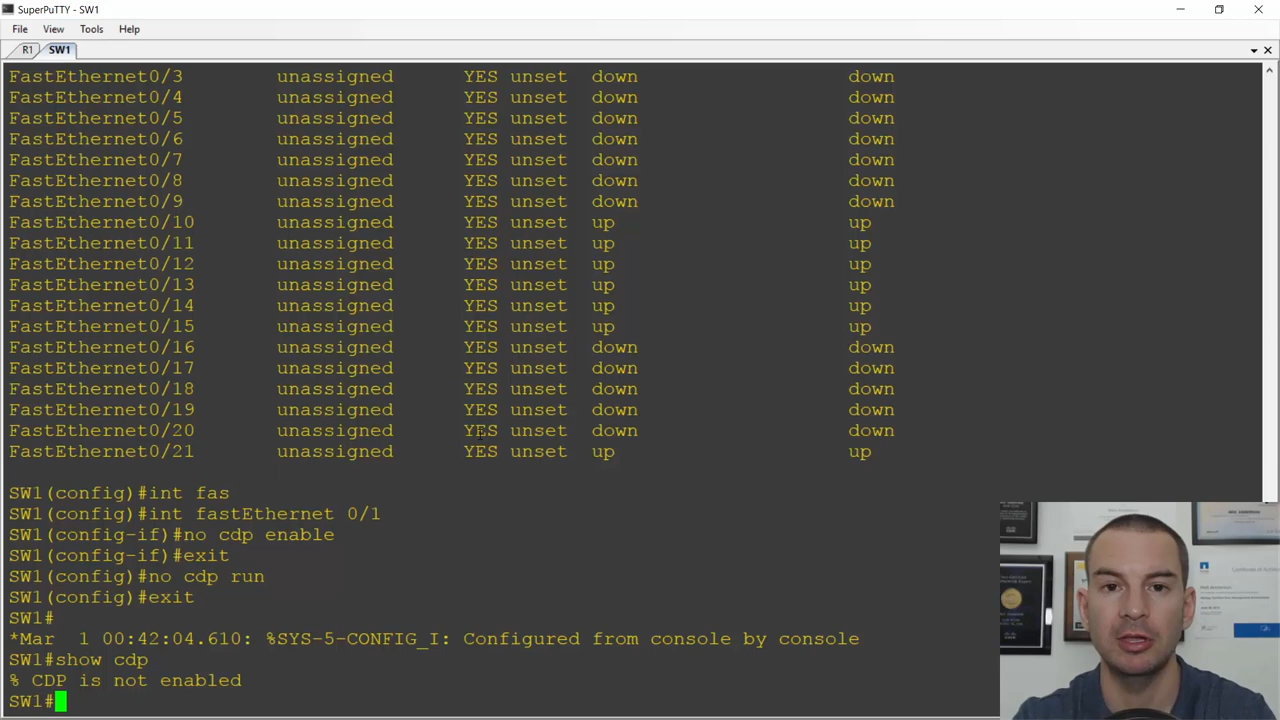 SuperPuTTY - SW1
File View Tools Help
R1 SW1
FastEthernet0/3 unassigned YES unset down down
FastEthernet0/4 unassigned YES unset down down
FastEthernet0/5 unassigned YES unset down down
FastEthernet0/6 unassigned YES unset down down
FastEthernet0/7 unassigned YES unset down down
FastEthernet0/8 unassigned YES unset down down
FastEthernet0/9 unassigned YES unset down down
FastEthernet0/10 unassigned YES unset up up
FastEthernet0/11 unassigned YES unset up up
FastEthernet0/12 unassigned YES unset up up
FastEthernet0/13 unassigned YES unset up up
FastEthernet0/14 unassigned YES unset up up
FastEthernet0/15 unassigned YES unset up up
FastEthernet0/16 unassigned YES unset down down
FastEthernet0/17 unassigned YES unset down down
FastEthernet0/18 unassigned YES unset down down
FastEthernet0/19 unassigned YES unset down down
FastEthernet0/20 unassigned YES unset down down
FastEthernet0/21 unassigned YES unset up up
SW1(config)#int fas
SW1(config)#int fastEthernet 0/1
SW1(config-if)#no cdp enable
SW1(config-if)#exit
SW1(config)#no cdp run
SW1(config)#exit
SW1#
*Mar 1 00:42:04.610: %SYS-5-CONFIG_I: Configured from console by console
SW1#show cdp
% CDP is not enabled
SW1#